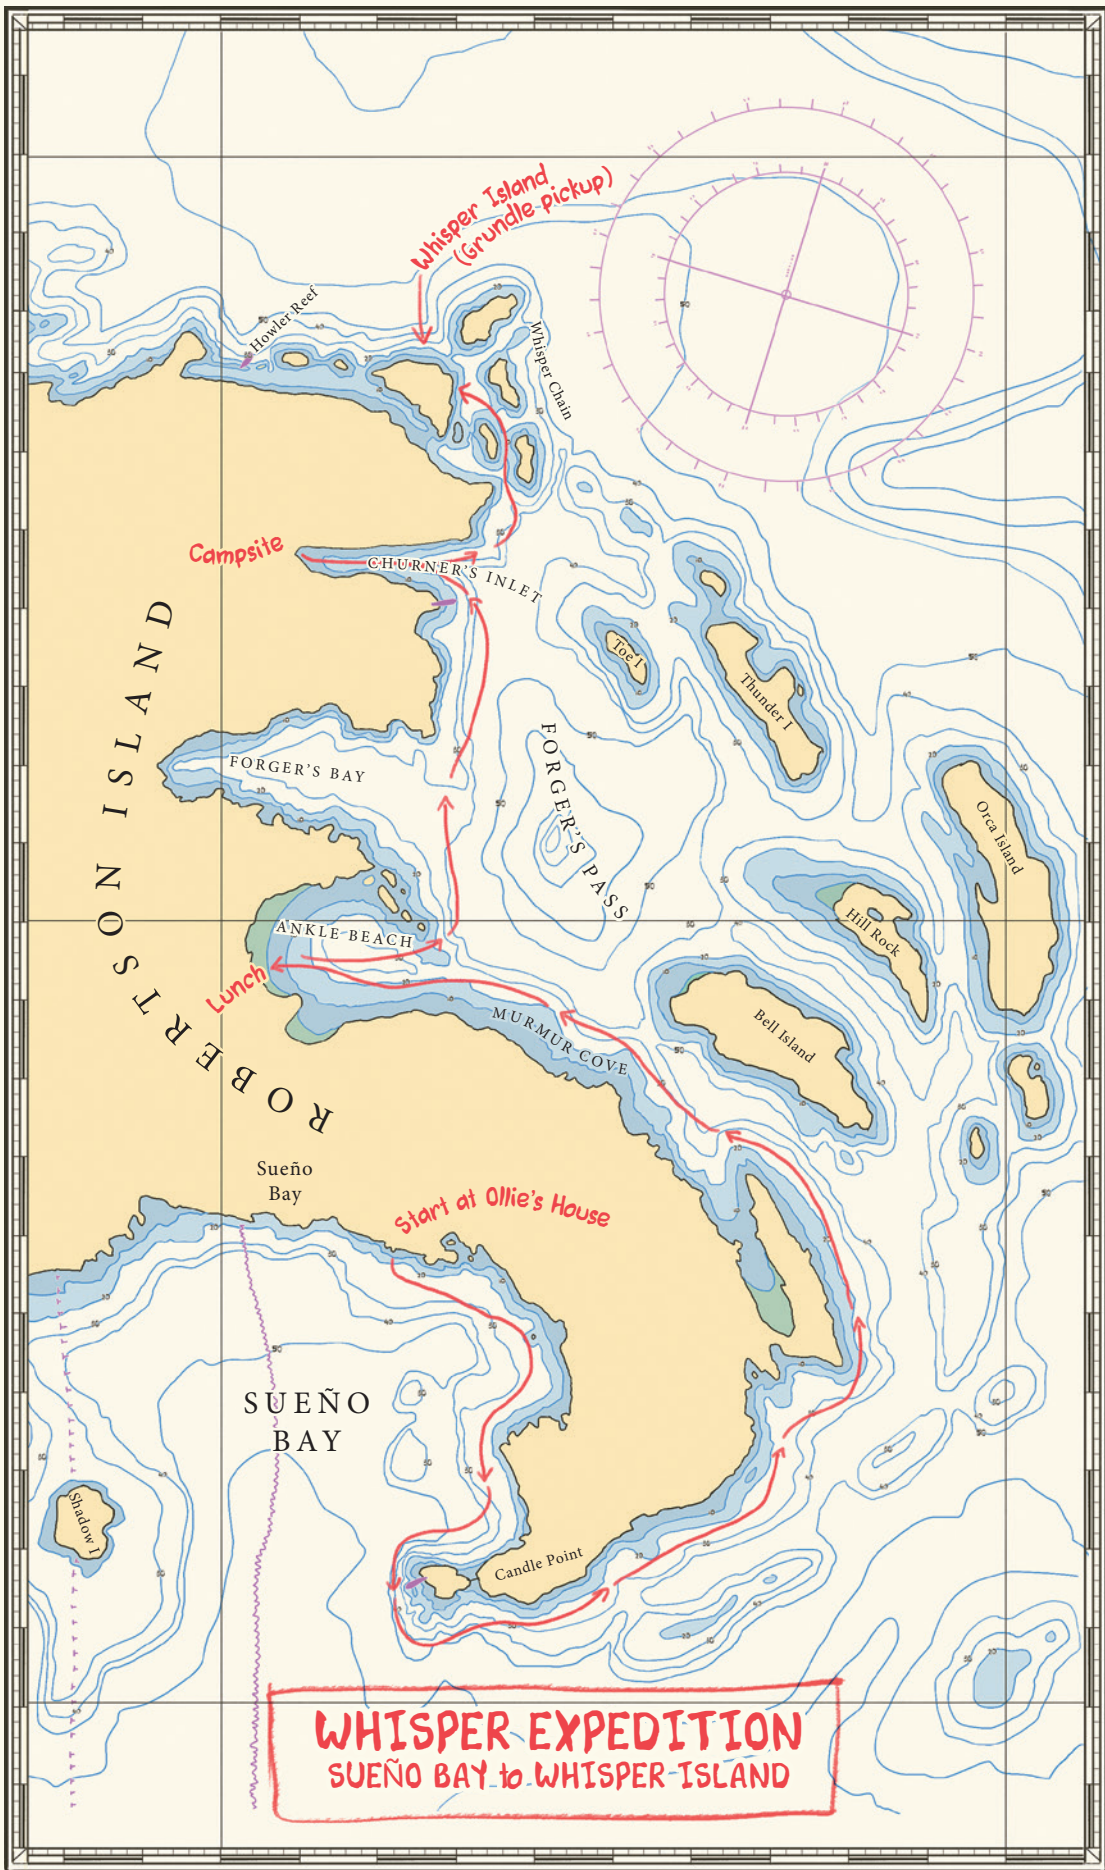 Whisper Island
(Grundle pickup)
Howler Reef
Whisper Chain
Campsite
CHURNER'S INLET
Toe I
Thunder I
ROBERTSON ISLAND
FORGER'S BAY
FORGER'S PASS
Orca Island
Hill Rock
ANKLE BEACH
Lunch
MURMUR COVE
Bell Island
Sueño
Bay
Start at Ollie's House
SUEÑO
BAY
Shadow I
Candle Point
WHISPER EXPEDITION
SUEÑO BAY to WHISPER ISLAND